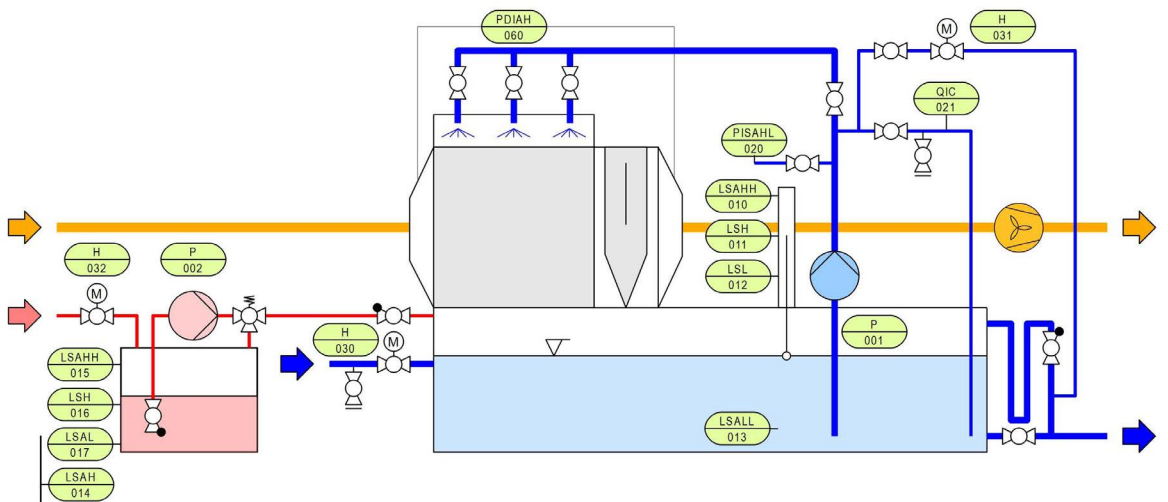 PDIAH
060
H
031
M
QIC
021
PISAHL
020
LSAHH
010
LSH
011
LSL
012
H
032
P
002
M
M
H
030
P
001
LSAHH
015
LSH
016
LSAL
017
LSAH
014
LSALL
013